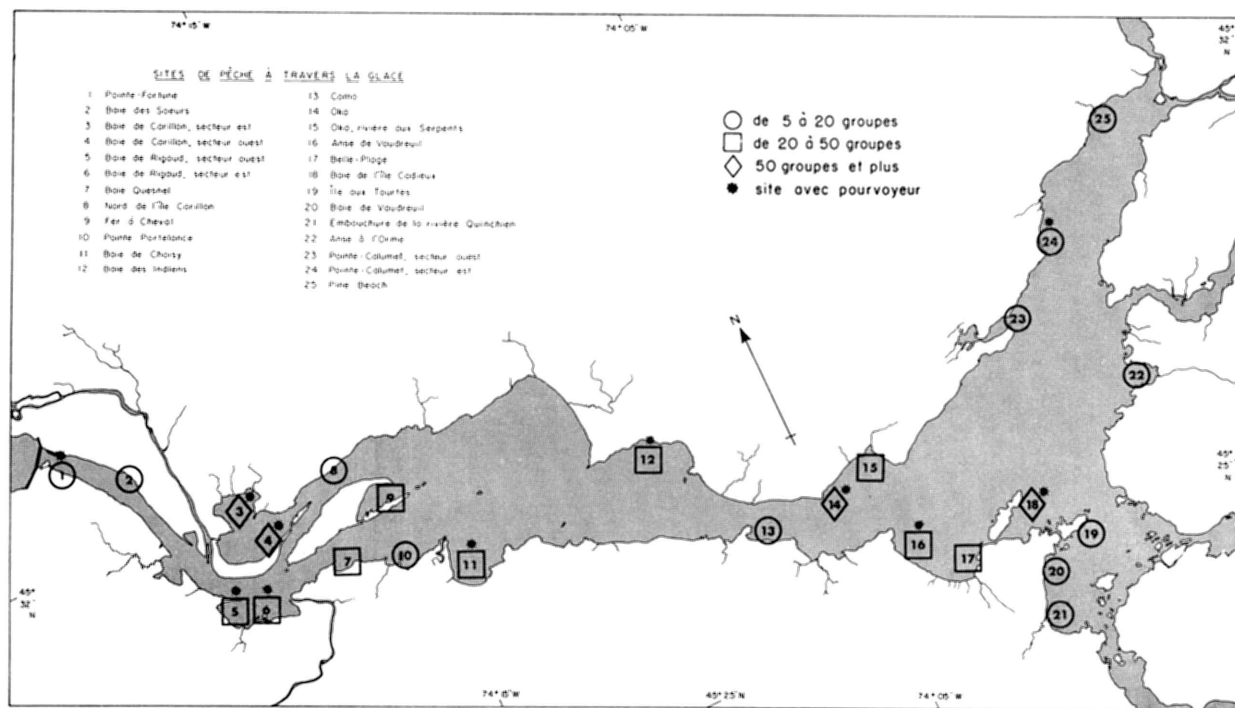 74° 15' W
74° 05' W
45°
32'
N
SITES DE PÊCHE À TRAVERS LA GLACE
1 Pointe-Fortune
2 Baie des Soeurs
3 Baie de Carillon, secteur est
4 Baie de Carillon, secteur ouest
5 Baie de Rigaud, secteur ouest
6 Baie de Rigaud, secteur est
7 Baie Quesnel
8 Nord de l'Île Carillon
9 Fer à Cheval
10 Pointe Partellance
11 Baie de Choisy
12 Baie des Indiens
13 Como
14 Oka
15 Oka, rivière aux Serpents
16 Anse de Vaudreuil
17 Belle-Plage
18 Baie de l'Île Cadieux
19 Île aux Tourtes
20 Baie de Vaudreuil
21 Embouchure de la rivière Quinchien
22 Anse à l'Orme
23 Pointe-Calumet, secteur ouest
24 Pointe-Calumet, secteur est
25 Pine Beach
de 5 à 20 groupes
de 20 à 50 groupes
50 groupes et plus
site avec pourvoyeur
25
24
23
N
22
12
15
45°
25'
N
8
1
2
9
3
14
18
4
13
19
16
10
7
11
17
20
45°
32'
N
5
6
21
74° 15' W
45° 25' N
74° 05' W